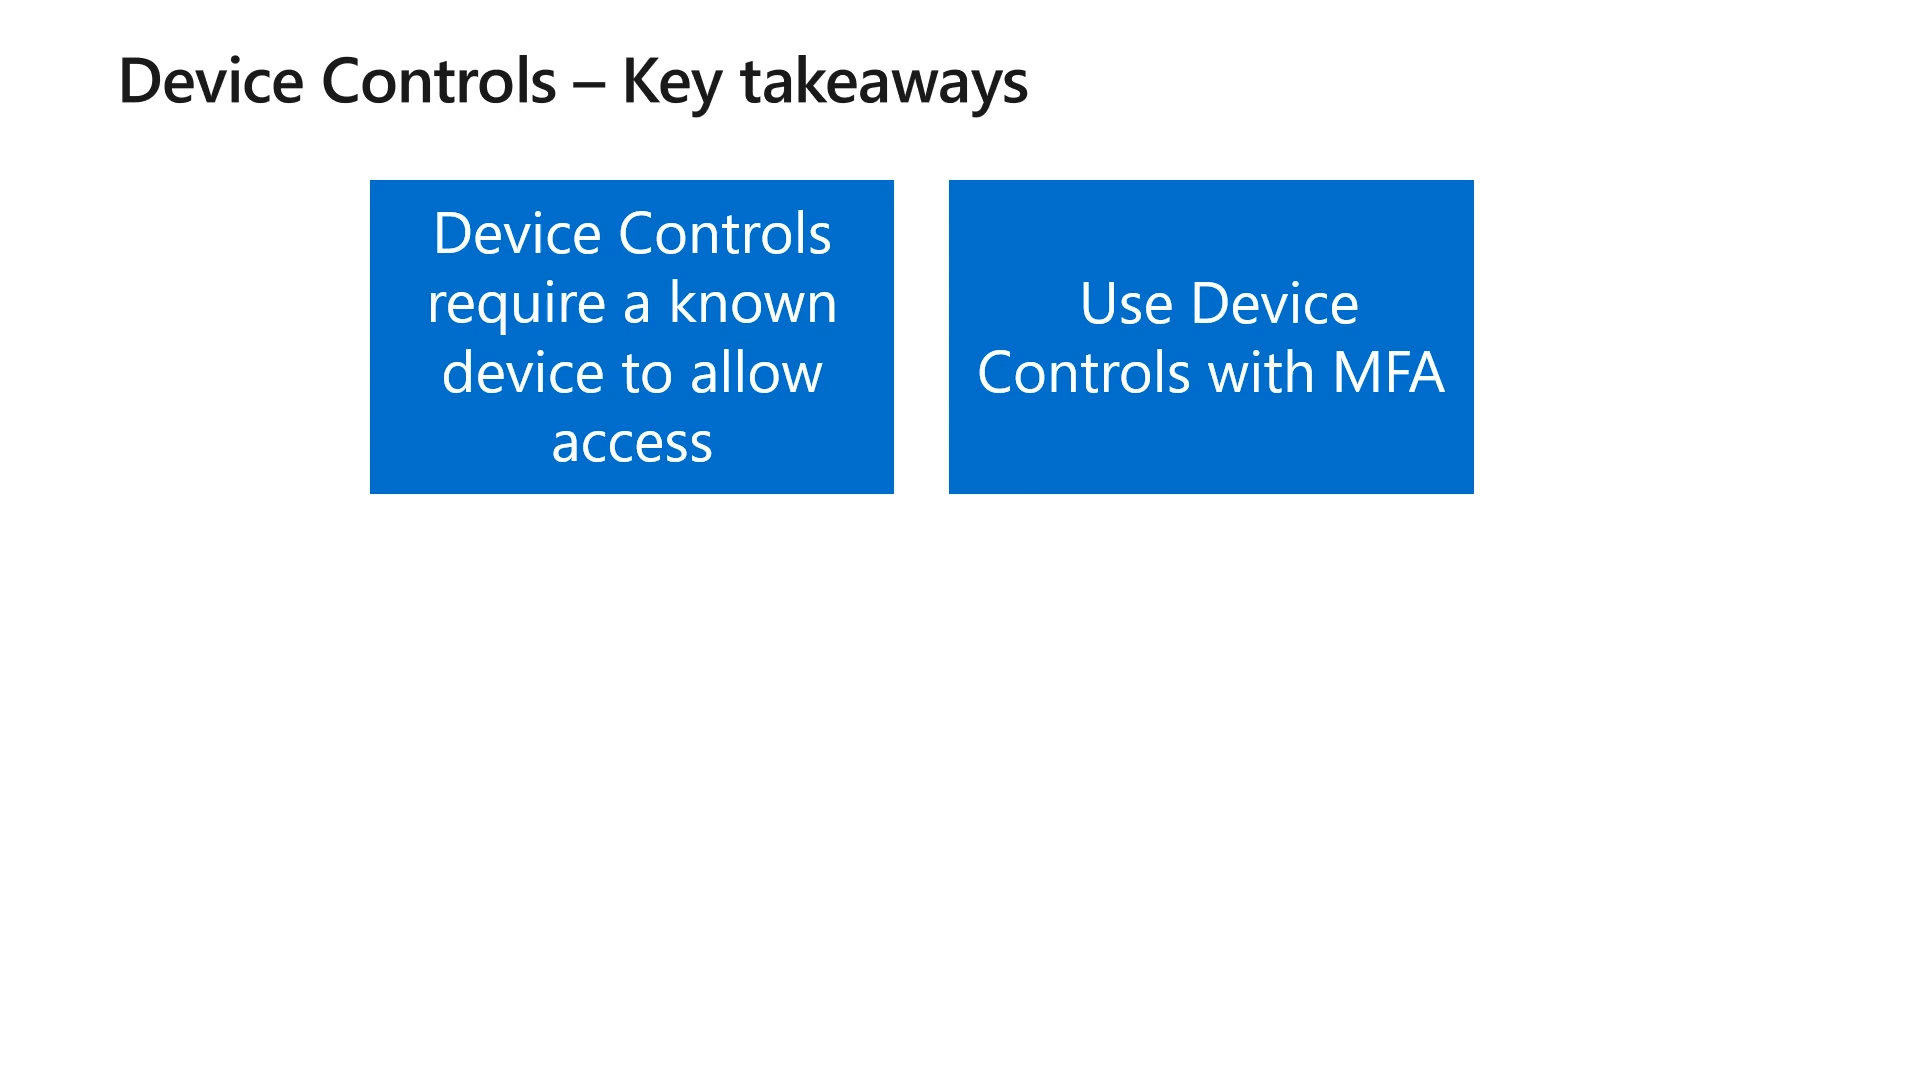 Device Controls – Key takeaways
Device Controls
require a known
device to allow
access
Use Device
Controls with MFA